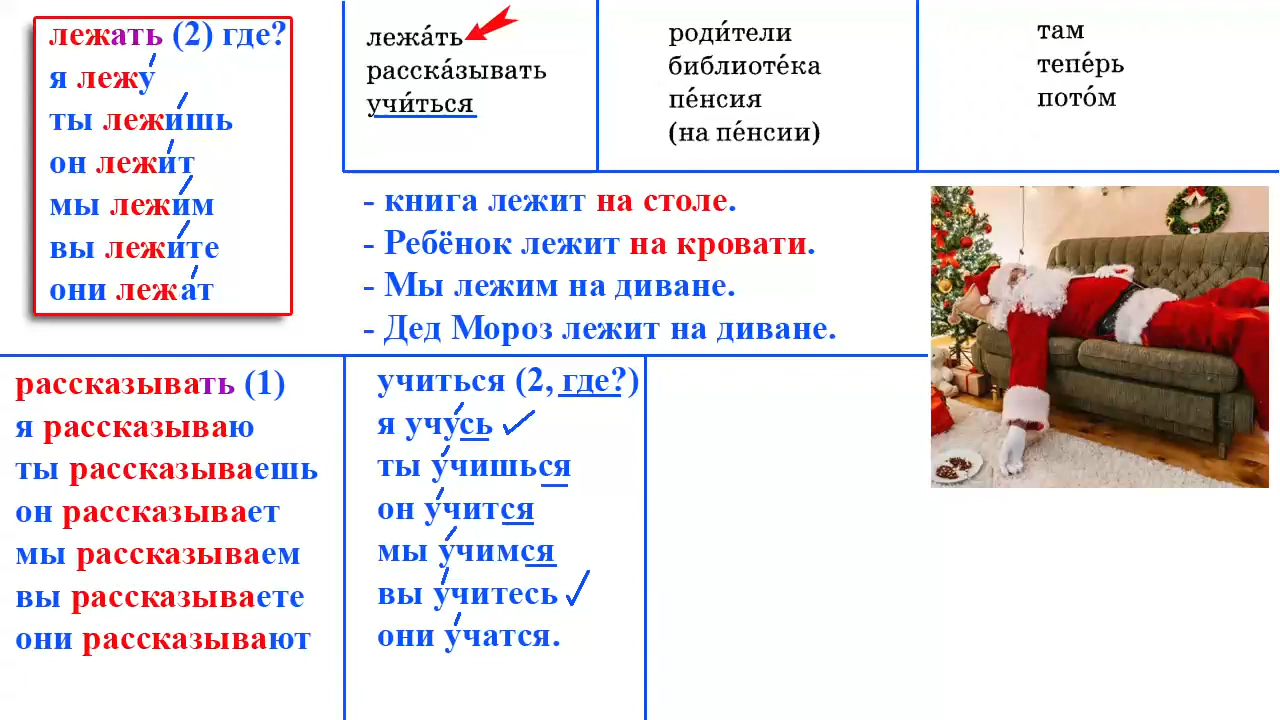 лежать (2) где?
я лежу
ты лежишь
он лежит
мы лежим
вы лежите
они лежат
лежа́ть
расска́зывать
учи́ться
роди́тели
библиоте́ка
пе́нсия
(на пе́нсии)
там
тепе́рь
пото́м
- книга лежит на столе.
- Ребёнок лежит на кровати.
- Мы лежим на диване.
- Дед Мороз лежит на диване.
рассказывать (1)
я рассказываю
ты рассказываешь
он рассказывает
мы рассказываем
вы рассказываете
они рассказывают
учиться (2, где?)
я учусь
ты учишься
он учится
мы учимся
вы учитесь
они учатся.